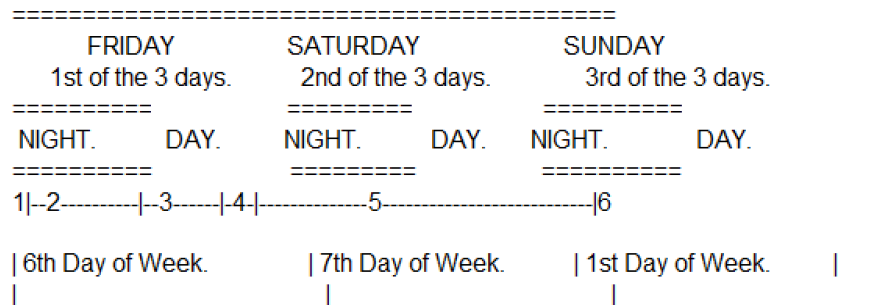 ===========================================
FRIDAY SATURDAY SUNDAY
1st of the 3 days. 2nd of the 3 days. 3rd of the 3 days.
========== ========= ==========
NIGHT. DAY. NIGHT. DAY. NIGHT. DAY.
========== ========= ==========
1|--2-----------|--3------|-4-|---------------5-----------------------------|6
| 6th Day of Week. | 7th Day of Week. | 1st Day of Week. |
| | |